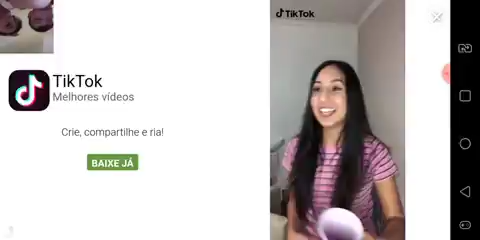 TikTok
Melhores vídeos
Crie, compartilhe e ria!
BAIXE JÁ
TikTok